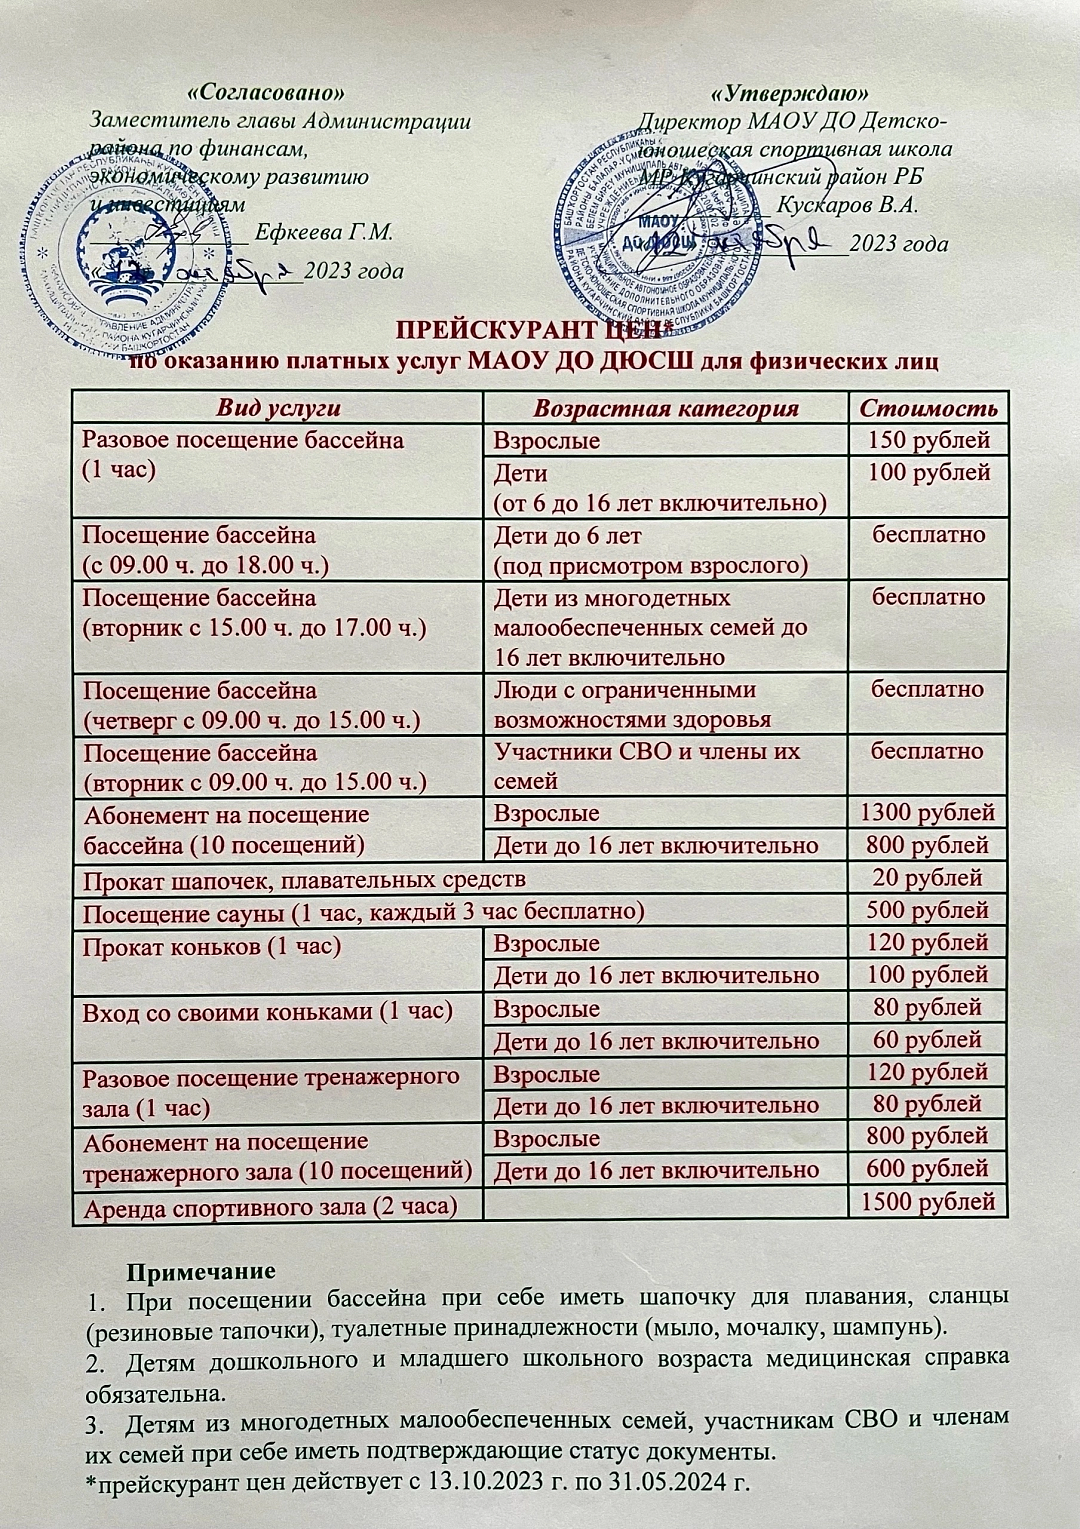 «Согласовано»
Заместитель главы Администрации
района по финансам,
экономическому развитию
и инвестициям
Ефкеева Г.М.
октября 2023 года
«Утверждаю»
Директор МАОУ ДО Детско-
юношеская спортивная школа
МР Кугарчинский район РБ
Кускаров В.А.
«12» октября 2023 года
МАОУ
ДО ДЮСШ
ПРЕЙСКУРАНТ ЦЕН*
по оказанию платных услуг МАОУ ДО ДЮСШ для физических лиц
Вид услуги Возрастная категория Стоимость
Разовое посещение бассейна Взрослые 150 рублей
(1 час) Дети 100 рублей
(от 6 до 16 лет включительно)
Посещение бассейна Дети до 6 лет бесплатно
(с 09.00 ч. до 18.00 ч.) (под присмотром взрослого)
Посещение бассейна Дети из многодетных бесплатно
(вторник с 15.00 ч. до 17.00 ч.) малообеспеченных семей до
16 лет включительно
Посещение бассейна Люди с ограниченными бесплатно
(четверг с 09.00 ч. до 15.00 ч.) возможностями здоровья
Посещение бассейна Участники СВО и члены их бесплатно
(вторник с 09.00 ч. до 15.00 ч.) семей
Абонемент на посещение Взрослые 1300 рублей
бассейна (10 посещений) Дети до 16 лет включительно 800 рублей
Прокат шапочек, плавательных средств 20 рублей
Посещение сауны (1 час, каждый 3 час бесплатно) 500 рублей
Прокат коньков (1 час) Взрослые 120 рублей
Дети до 16 лет включительно 100 рублей
Вход со своими коньками (1 час) Взрослые 80 рублей
Дети до 16 лет включительно 60 рублей
Разовое посещение тренажерного Взрослые 120 рублей
зала (1 час) Дети до 16 лет включительно 80 рублей
Абонемент на посещение Взрослые 800 рублей
тренажерного зала (10 посещений) Дети до 16 лет включительно 600 рублей
Аренда спортивного зала (2 часа) 1500 рублей
Примечание
1. При посещении бассейна при себе иметь шапочку для плавания, сланцы
(резиновые тапочки), туалетные принадлежности (мыло, мочалку, шампунь).
2. Детям дошкольного и младшего школьного возраста медицинская справка
обязательна.
3. Детям из многодетных малообеспеченных семей, участникам СВО и членам
их семей при себе иметь подтверждающие статус документы.
*прейскурант цен действует с 13.10.2023 г. по 31.05.2024 г.